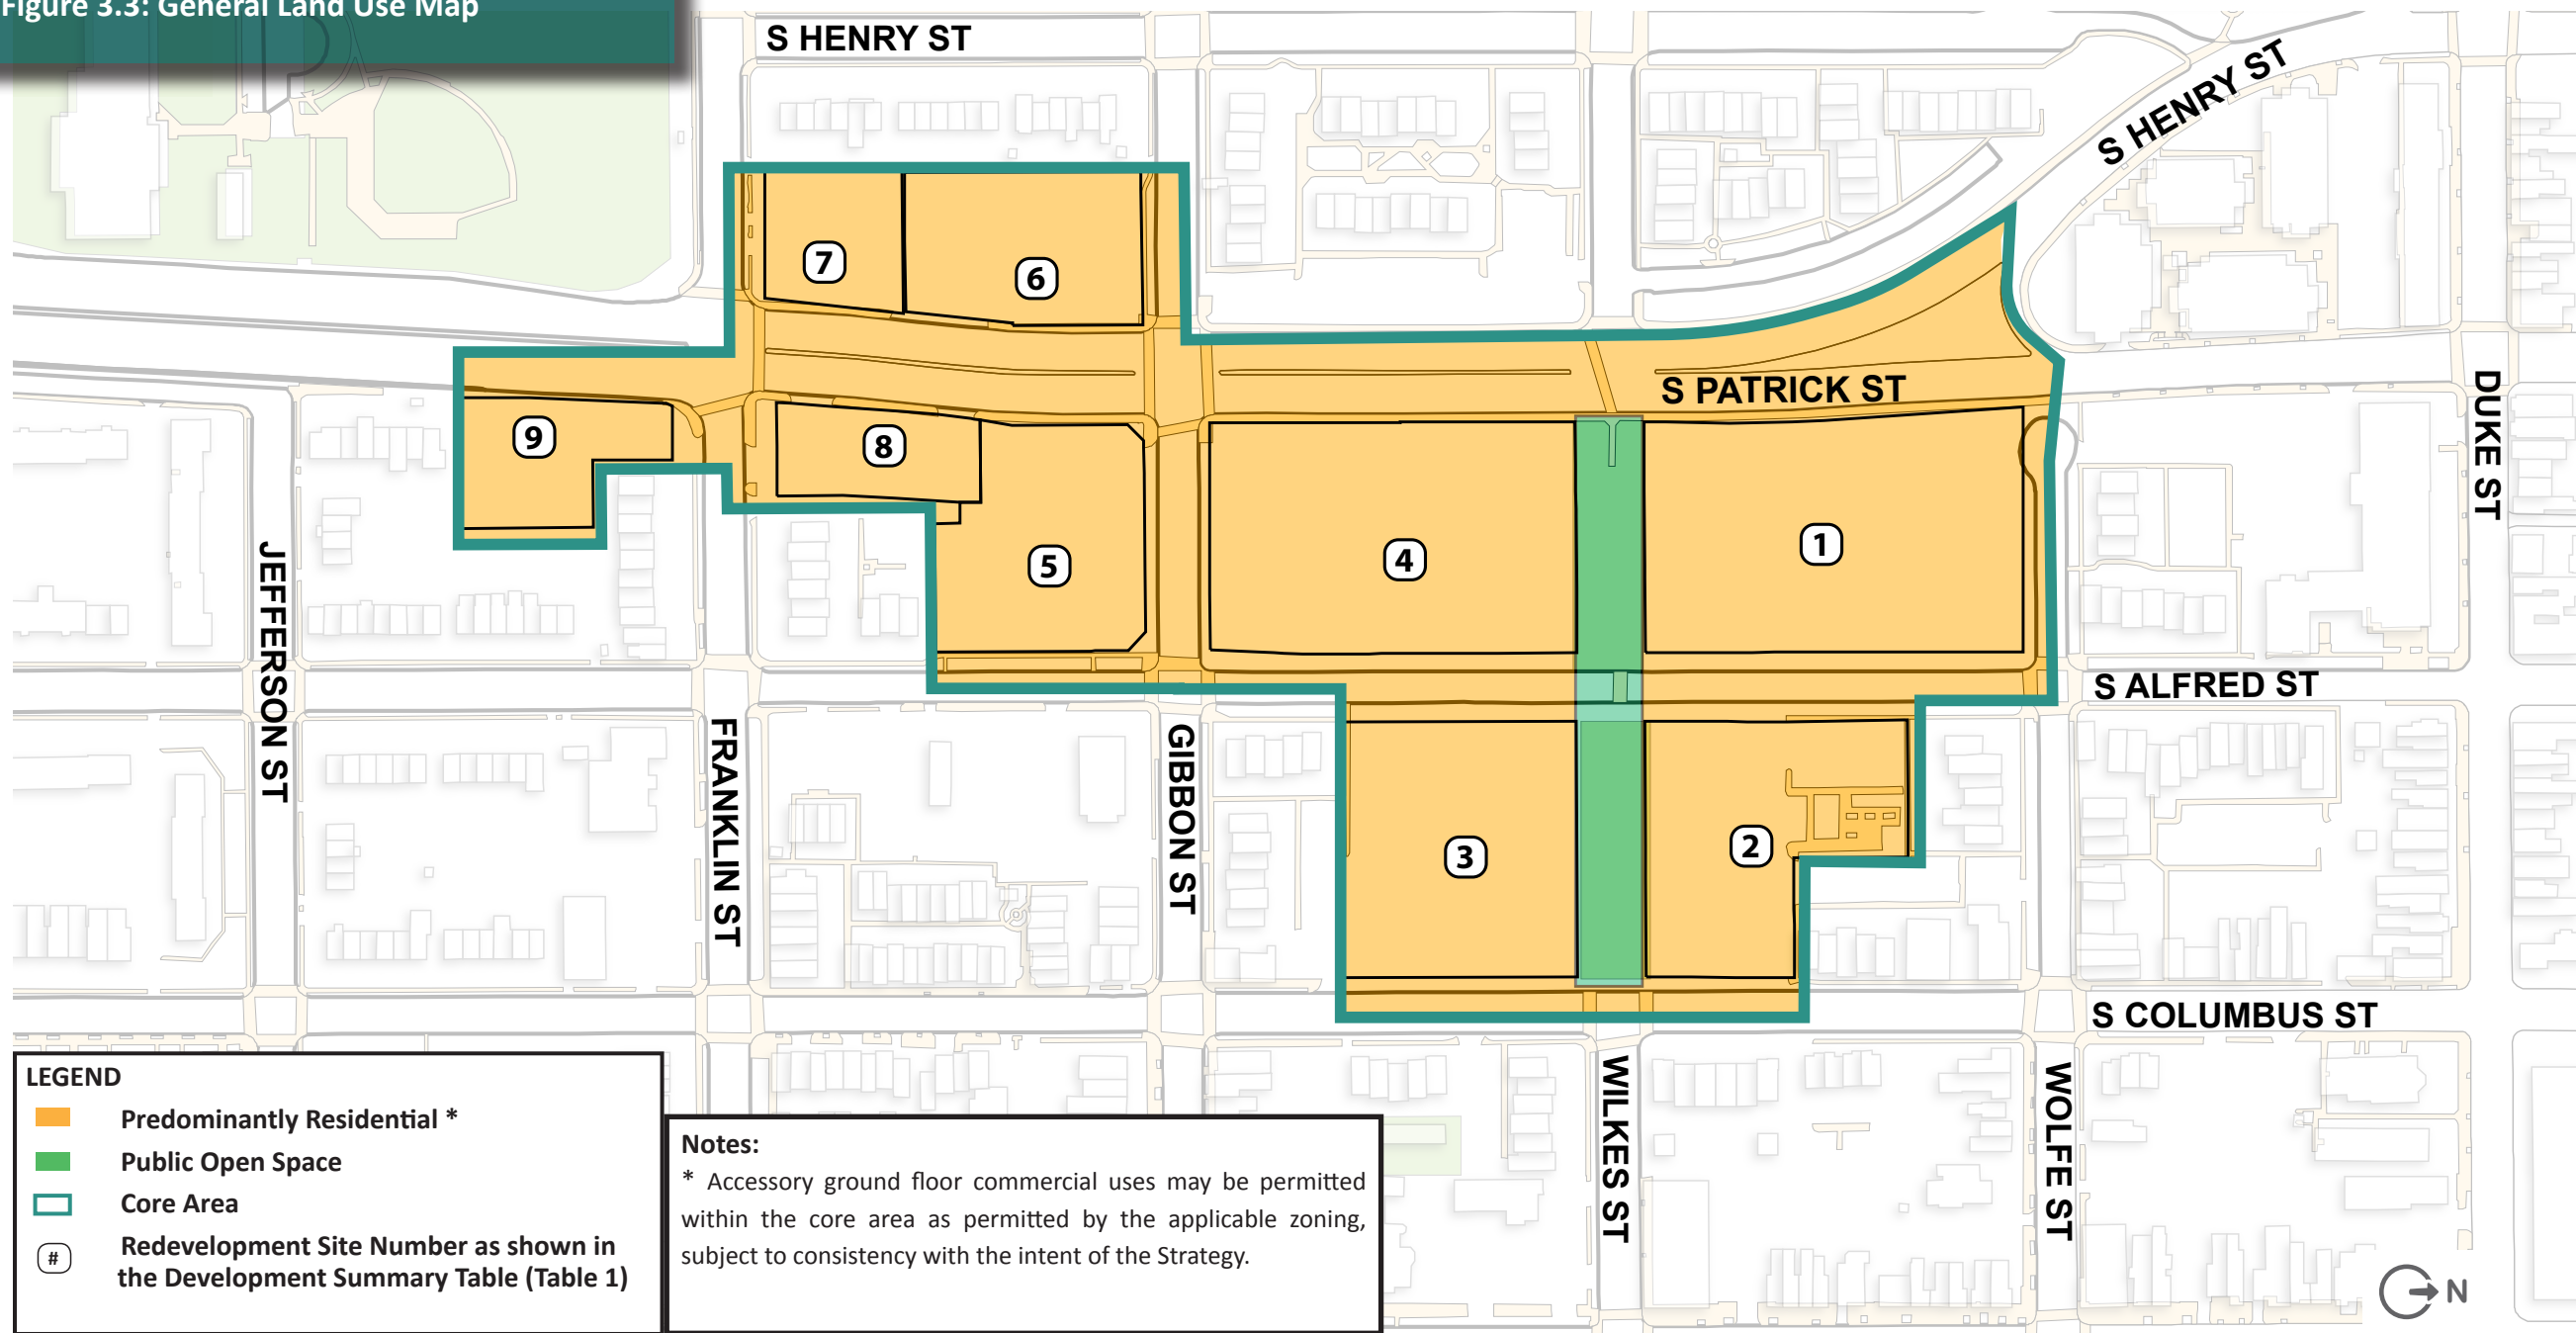 Figure 3.3: General Land Use Map
S HENRY ST
S HENRY ST
7
6
S PATRICK ST
DUKE ST
9
8
5
4
1
JEFFERSON ST
S ALFRED ST
FRANKLIN ST
GIBBON ST
3
2
S COLUMBUS ST
WILKES ST
WOLFE ST
LEGEND
Predominantly Residential *
Public Open Space
Core Area
# Redevelopment Site Number as shown in
the Development Summary Table (Table 1)
Notes:
* Accessory ground floor commercial uses may be permitted
within the core area as permitted by the applicable zoning,
subject to consistency with the intent of the Strategy.
N